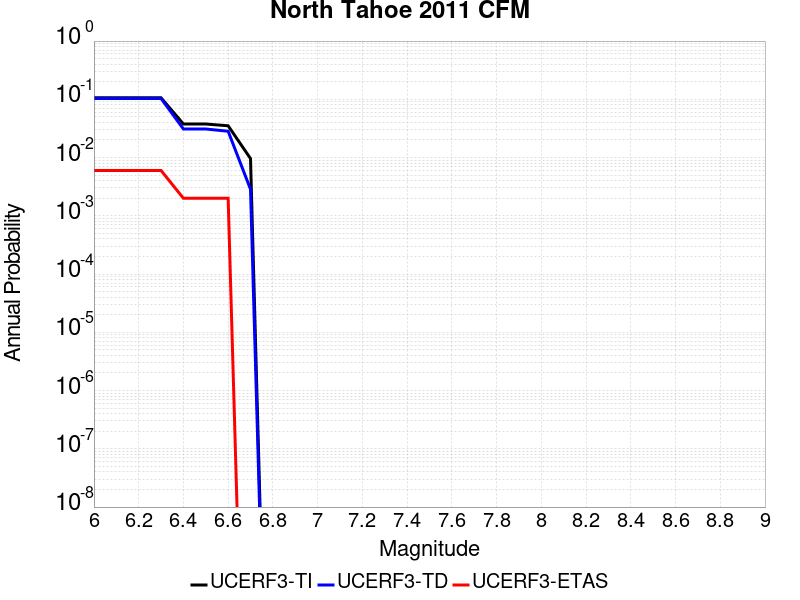 North Tahoe 2011 CFM
10^0
10^-1
10^-2
10^-3
10^-4
10^-5
10^-6
10^-7
10^-8
Annual Probability
6 6.2 6.4 6.6 6.8 7 7.2 7.4 7.6 7.8 8 8.2 8.4 8.6 8.8 9
Magnitude
UCERF3-TI UCERF3-TD UCERF3-ETAS